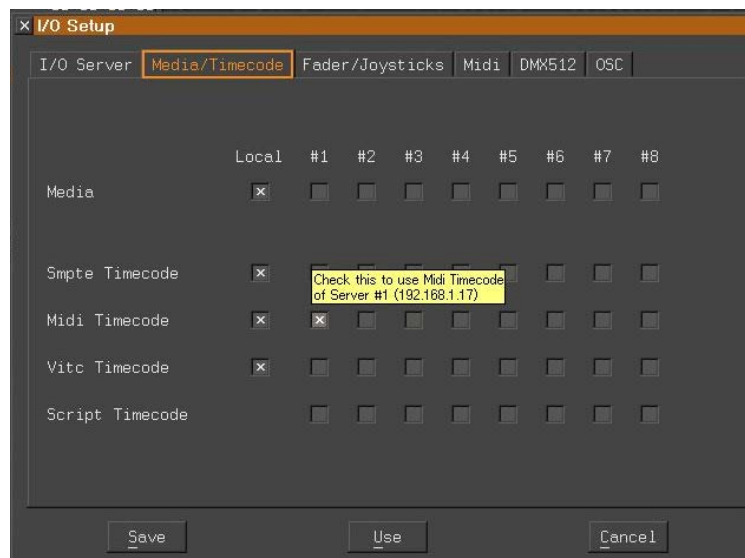 I/O Setup
I/O Server Media/Timecode Fader/Joysticks Midi DMX512 OSC
Local #1 #2 #3 #4 #5 #6 #7 #8
Media
Smpte Timecode
Check this to use Midi Timecode
of Server #1 (192.168.1.17)
Midi Timecode
Vitc Timecode
Script Timecode
Save Use Cancel